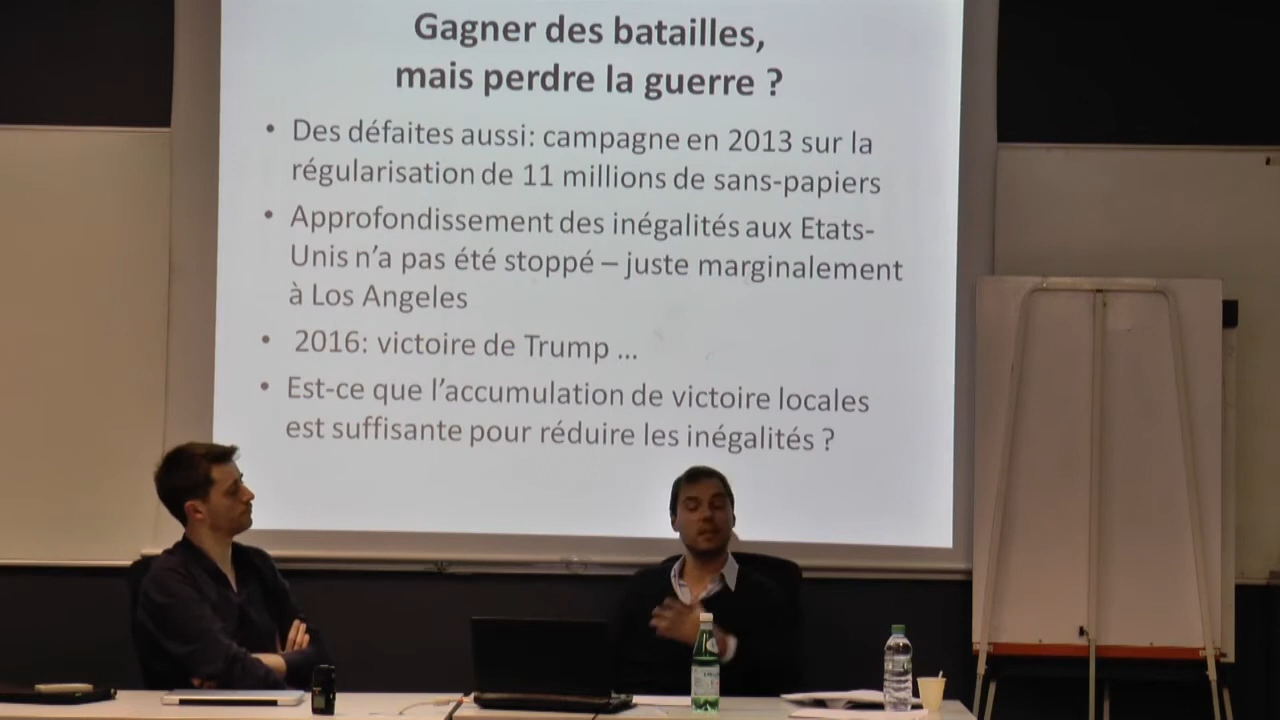 Gagner des batailles,
mais perdre la guerre ?
• Des défaites aussi: campagne en 2013 sur la
régularisation de 11 millions de sans-papiers
• Approfondissement des inégalités aux Etats-
Unis n’a pas été stoppé – juste marginalement
à Los Angeles
• 2016: victoire de Trump ...
• Est-ce que l’accumulation de victoire locales
est suffisante pour réduire les inégalités ?